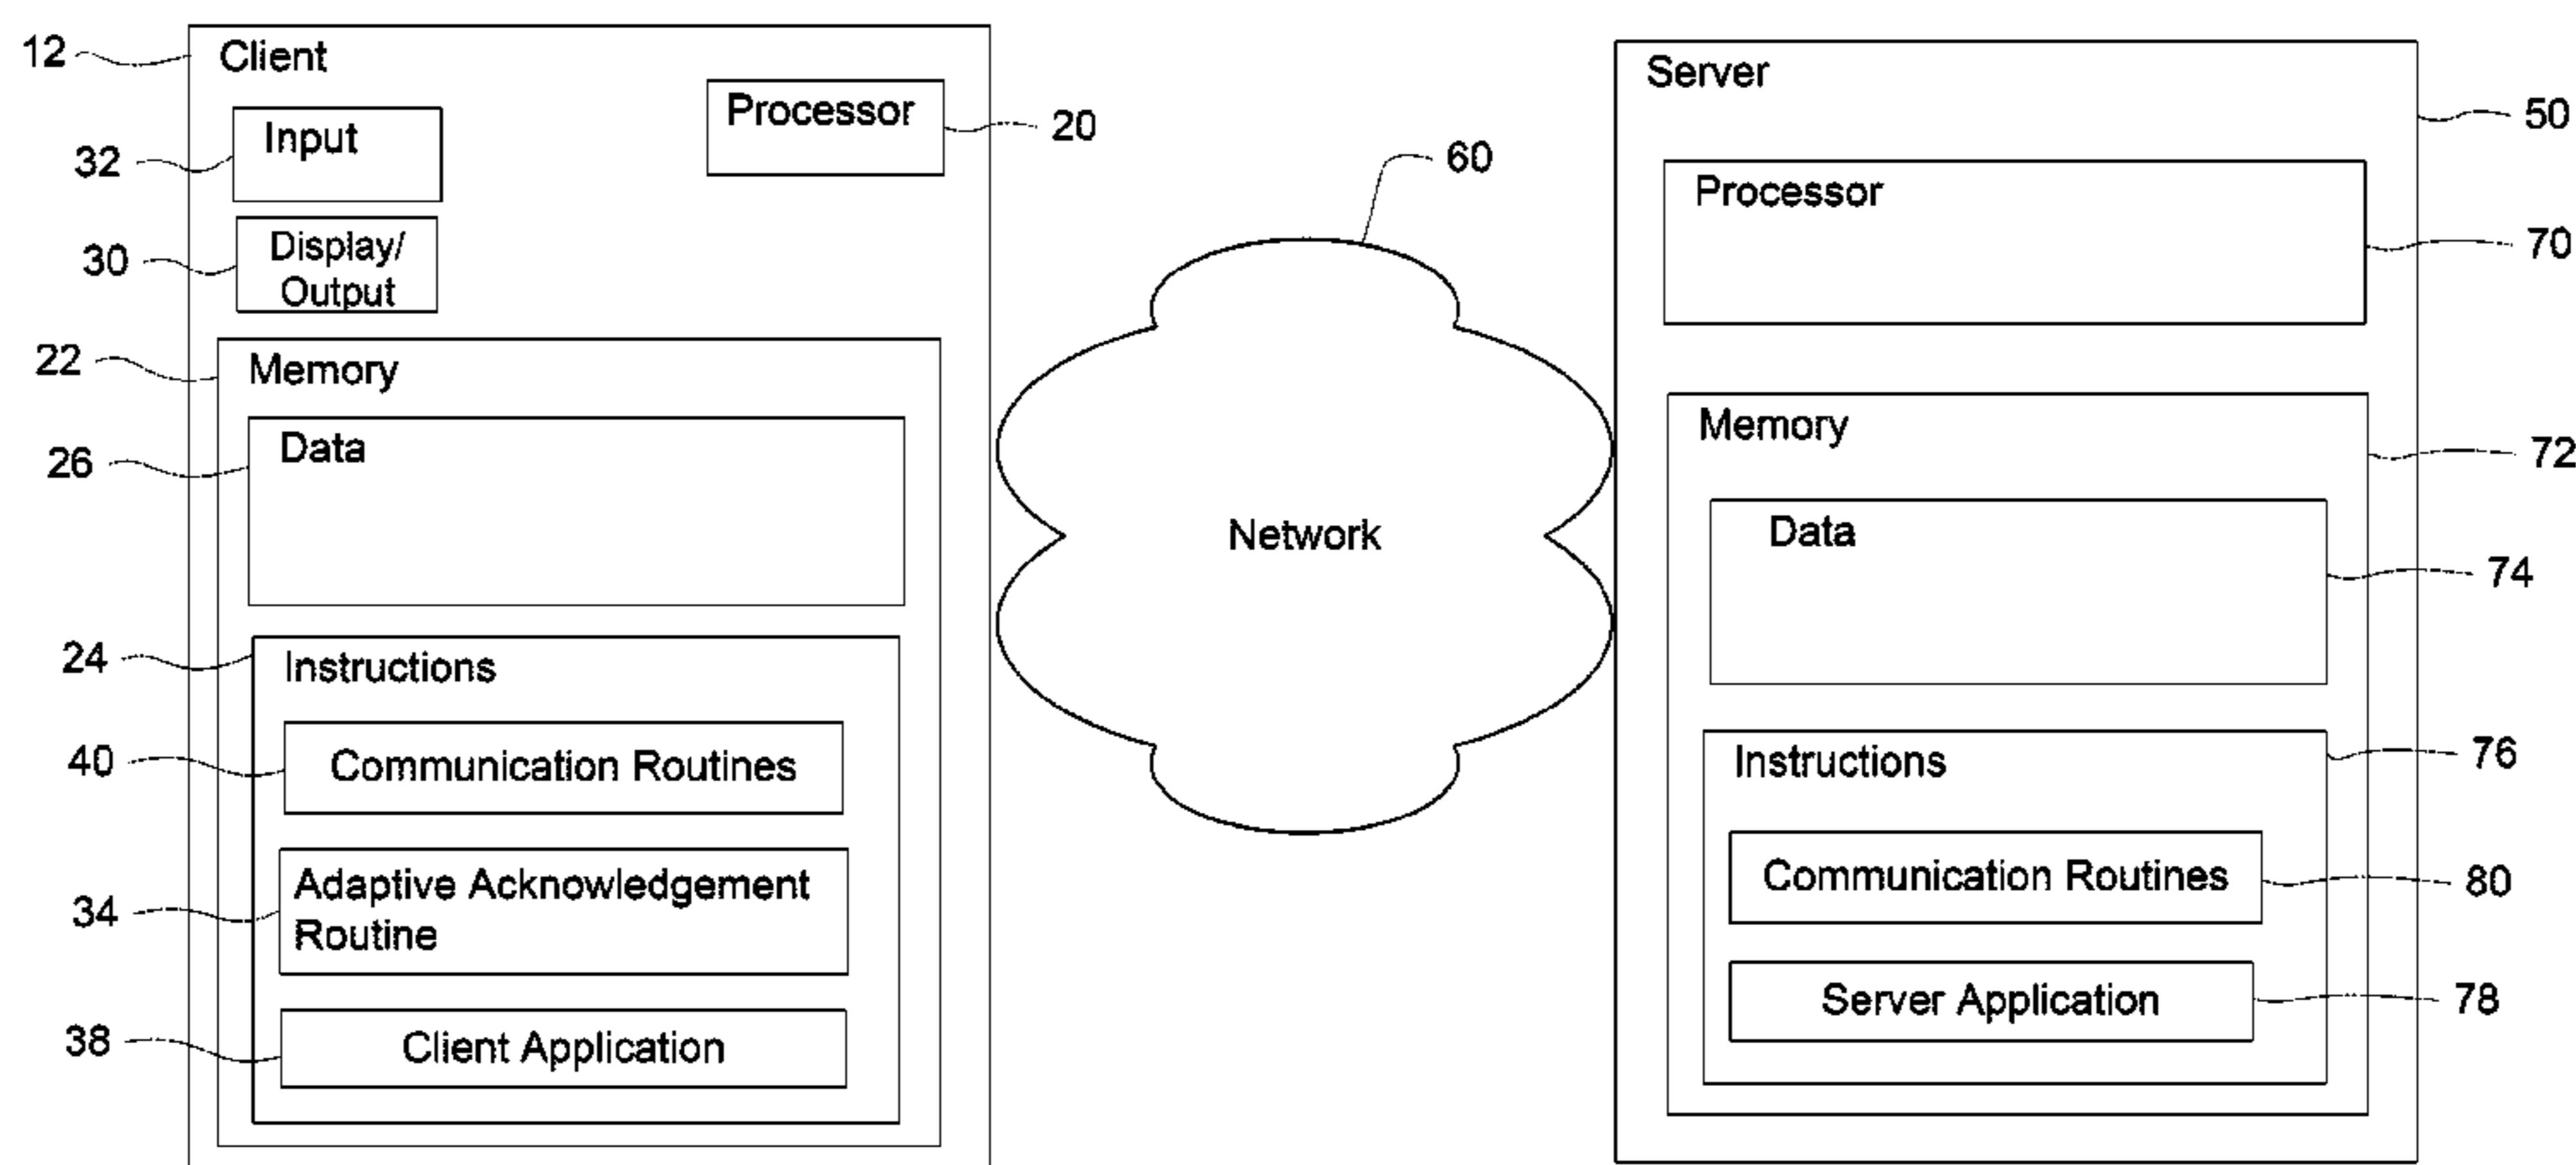 12
Client
Input
32
Processor
20
Display/
Output
30
22
Memory
26
Data
24
Instructions
40
Communication Routines
34
Adaptive Acknowledgement
Routine
38
Client Application
60
Network
Server
50
Processor
70
Memory
72
Data
74
Instructions
76
Communication Routines
80
Server Application
78